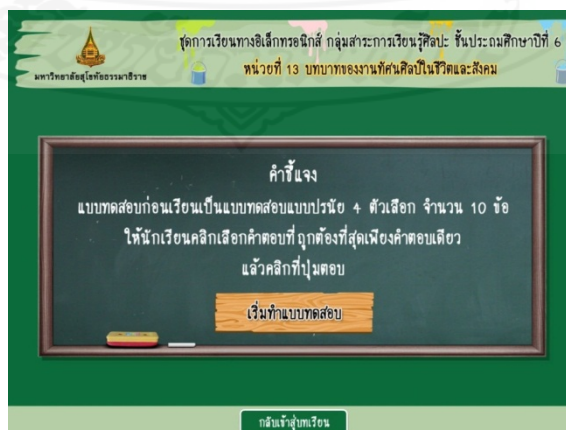 ชุดการเรียนทางอิเล็กทรอนิกส์ กลุ่มสาระการเรียนรู้ศิลปะ ชั้นประถมศึกษาปีที่ 6
หน่วยที่ 13 บทบาทของงานทัศนศิลป์ในชีวิตและสังคม
มหาวิทยาลัยสุโขทัยธรรมาธิราช
คำชี้แจง
แบบทดสอบก่อนเรียนเป็นแบบทดสอบแบบปรนัย 4 ตัวเลือก จำนวน 10 ข้อ
ให้นักเรียนคลิกเลือกคำตอบที่ถูกต้องที่สุดเพียงคำตอบเดียว
แล้วคลิกที่ปุ่มตอบ
เริ่มทำแบบทดสอบ
กลับเข้าสู่บทเรียน